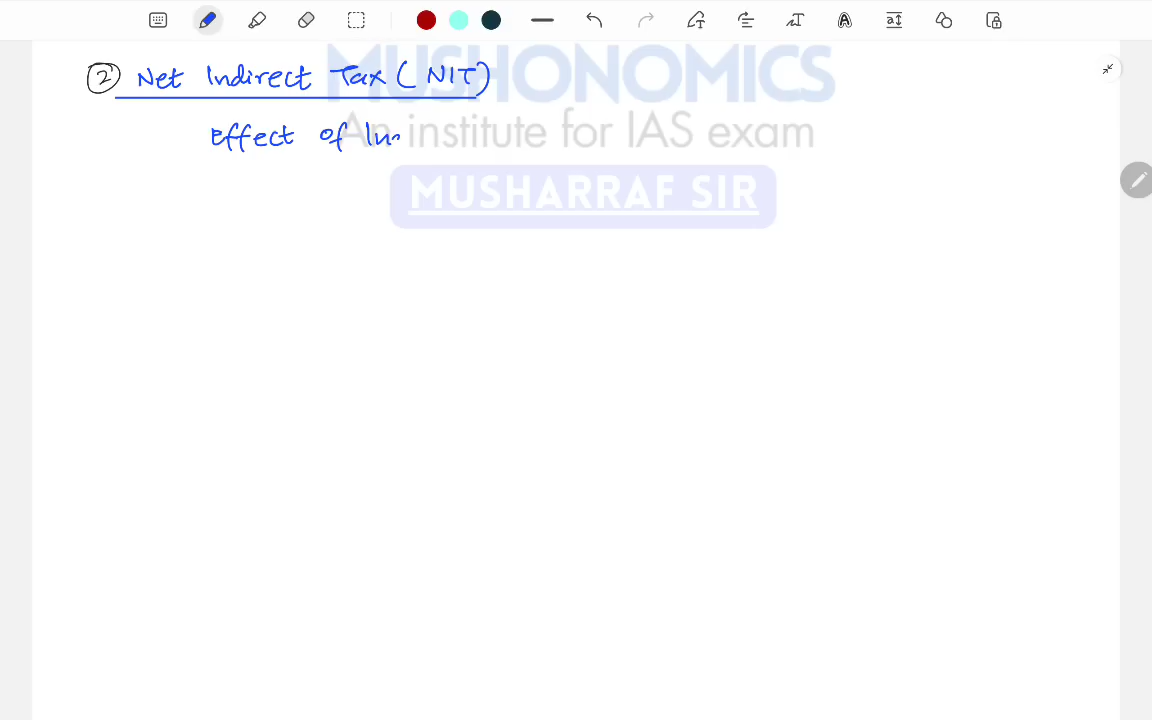 ② Net Indirect Tax (NIT)
MUSHONOMICS
Effect of
An institute for IAS exam
MUSHARRAF SIR